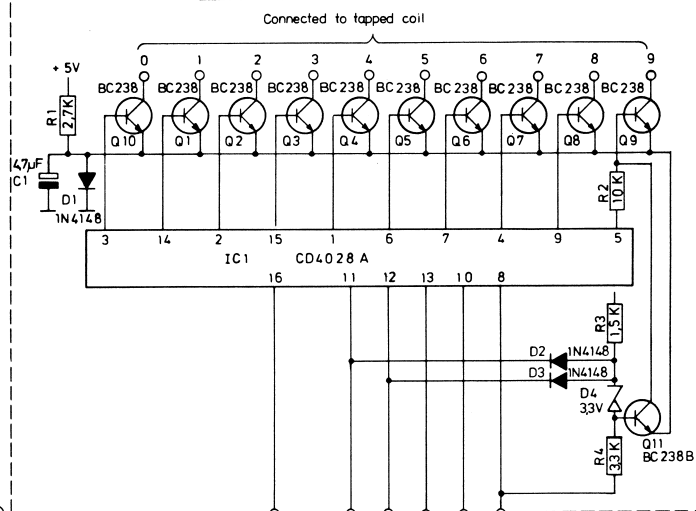 Connected to tapped coil
0 1 2 3 4 5 6 7 8 9
+ 5V
BC238 BC238 BC238 BC238 BC238 BC238 BC238 BC238 BC238 BC238
R1
2,7K
Q10 Q1 Q2 Q3 Q4 Q5 Q6 Q7 Q8 Q9
4,7µF
C1
D1
1N4148
R2
10 K
3 14 2 15 1 6 7 4 9 5
IC1 CD4028 A
16 11 12 13 10 8
R3
1,5 K
D2 1N4148
D3 1N4148
D4
3,3V
R4
3,3 K
Q11
BC238B